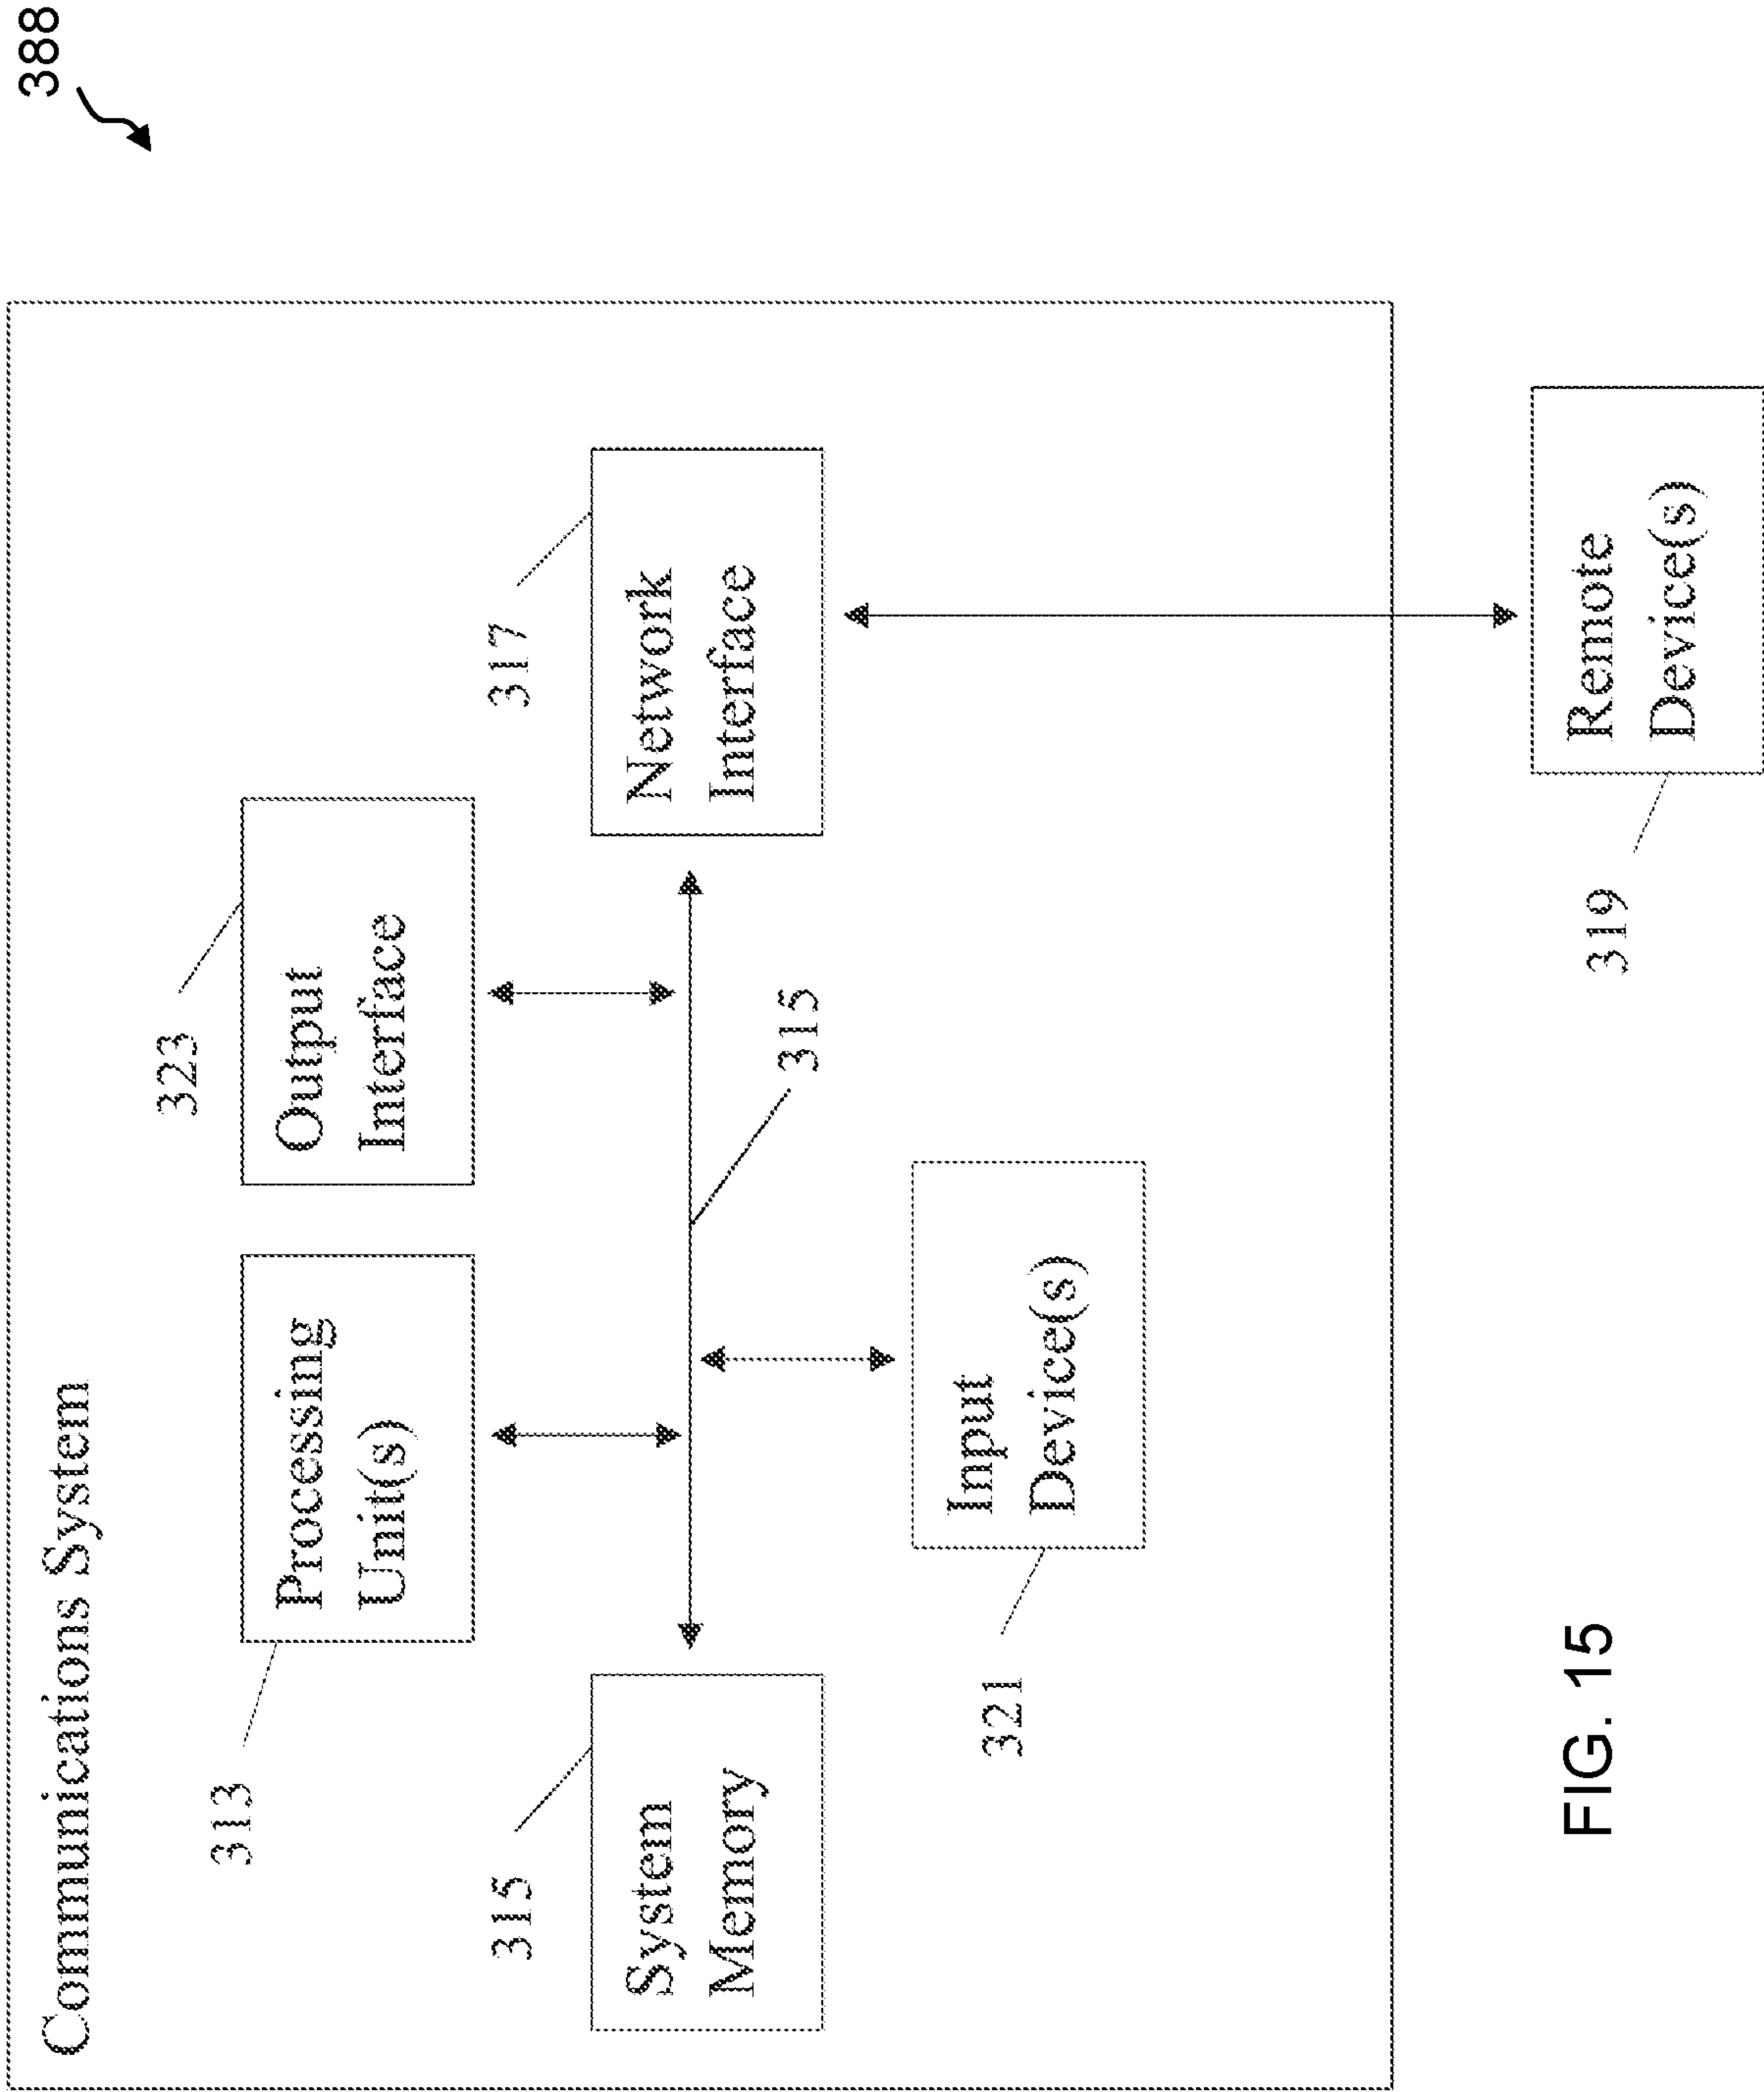 388
Communications System
323
313
Processing
Unit(s)
Output
Interface
317
315
System
Memory
Network
Interface
315
321
Input
Device(s)
319
Remote
Device(s)
FIG. 15